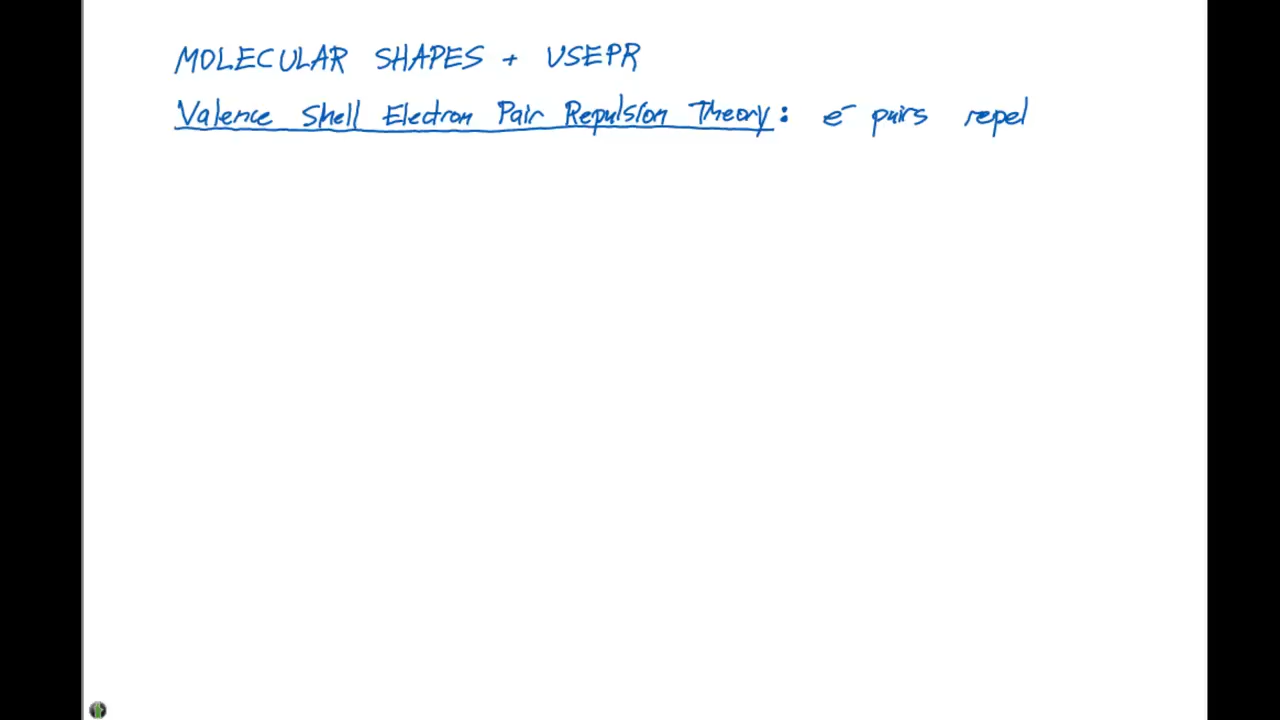 MOLECULAR SHAPES + VSEPR
Valence Shell Electron Pair Repulsion Theory: e⁻ pairs repel